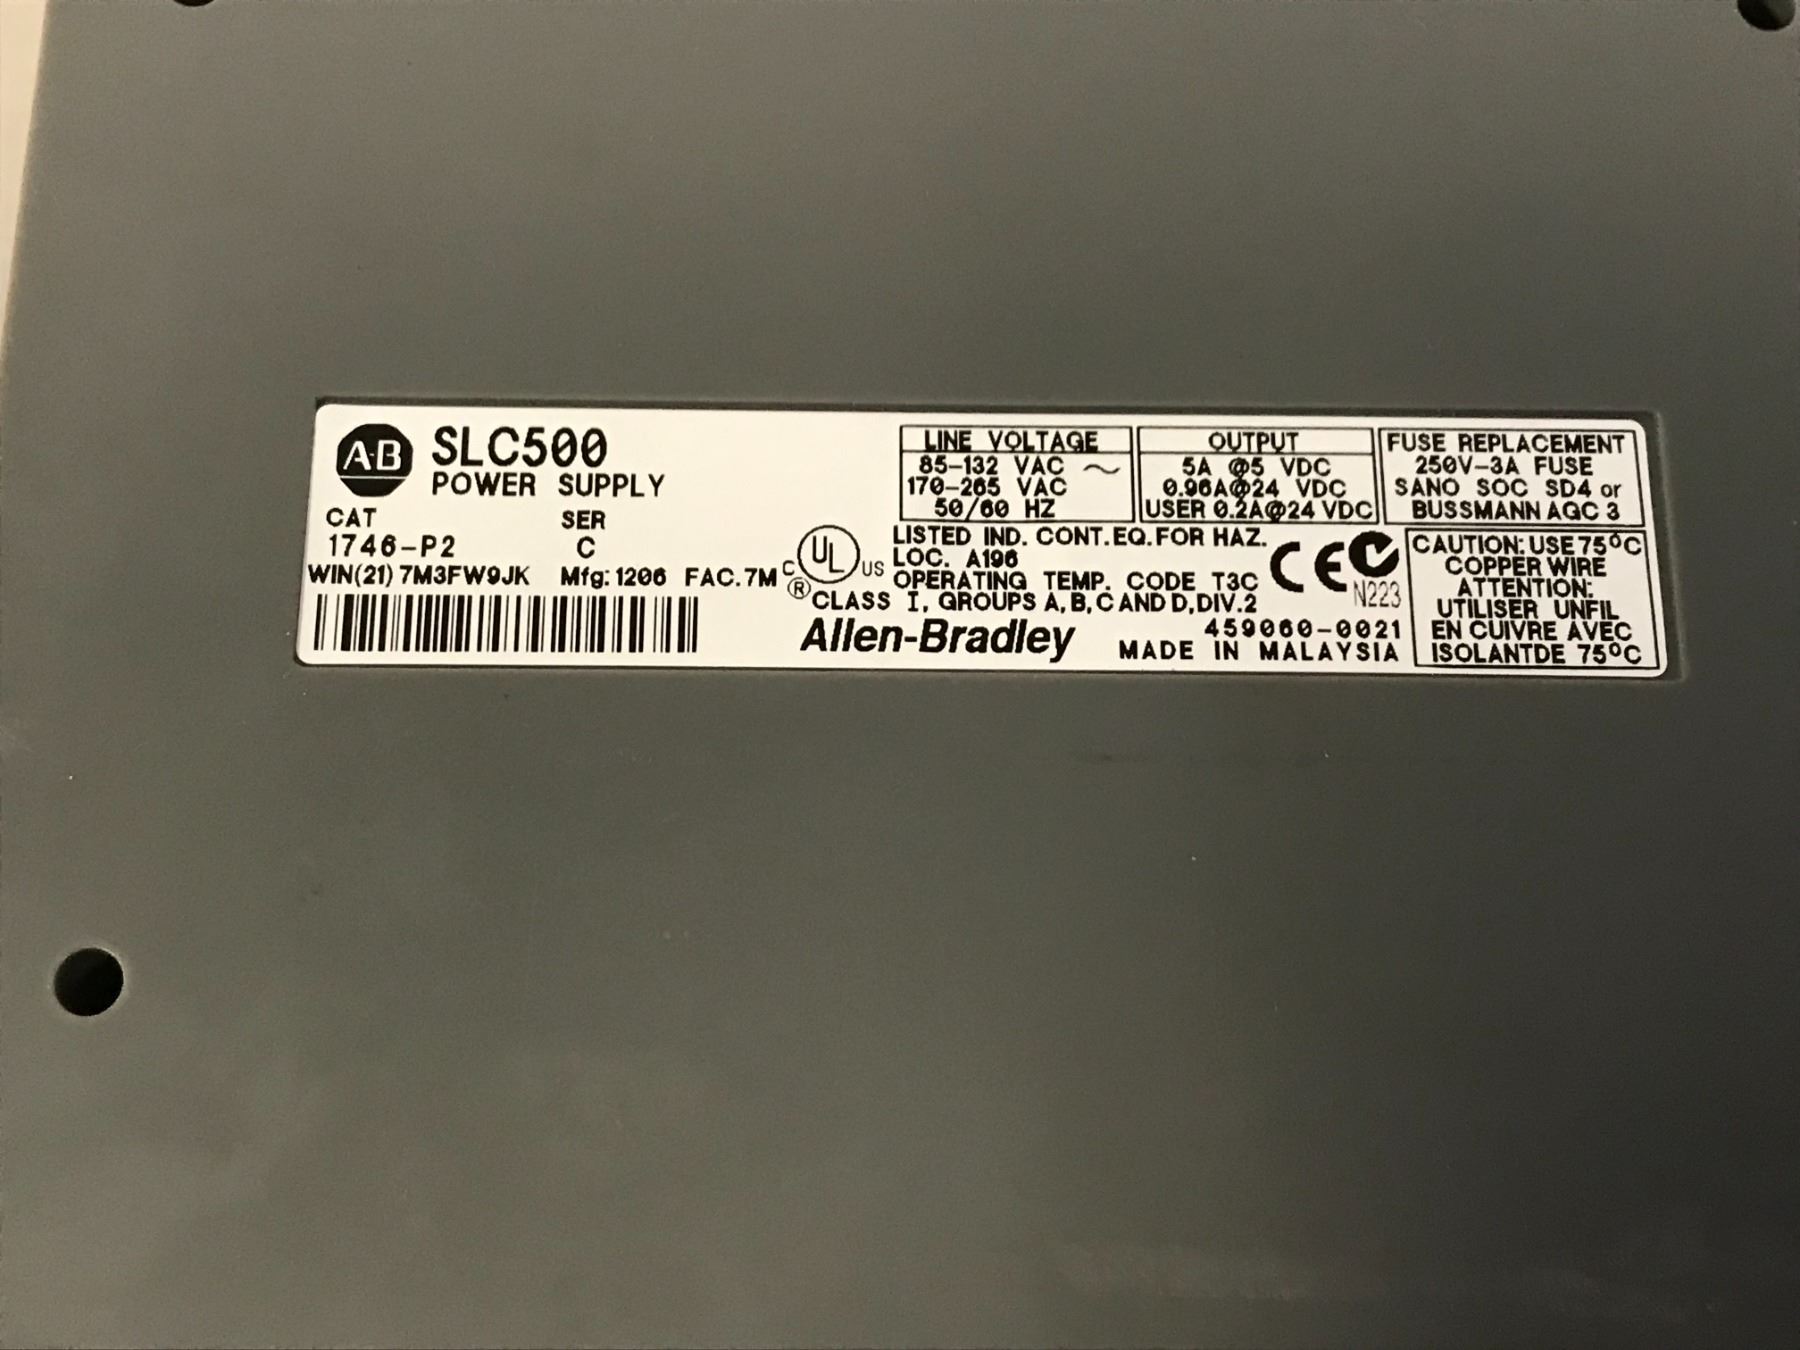 A-B SLC500
POWER SUPPLY
CAT SER
1746-P2 C
WIN(21) 7M3FW9JK Mfg: 1206 FAC. 7M
C UL US
®
LINE VOLTAGE
85-132 VAC ~
170-265 VAC
50/60 HZ
OUTPUT
5A @5 VDC
0.96A@24 VDC
USER 0.2A@24 VDC
FUSE REPLACEMENT
250V-3A FUSE
SANO SOC SD4 or
BUSSMANN AGC 3
LISTED IND. CONT. EQ. FOR HAZ.
LOC. A196
OPERATING TEMP. CODE T3C
CLASS I, GROUPS A, B, C AND D, DIV.2
CE
N223
Allen-Bradley
459060-0021
MADE IN MALAYSIA
CAUTION: USE 75°C
COPPER WIRE
ATTENTION:
UTILISER UNFIL
EN CUIVRE AVEC
ISOLANTDE 75°C